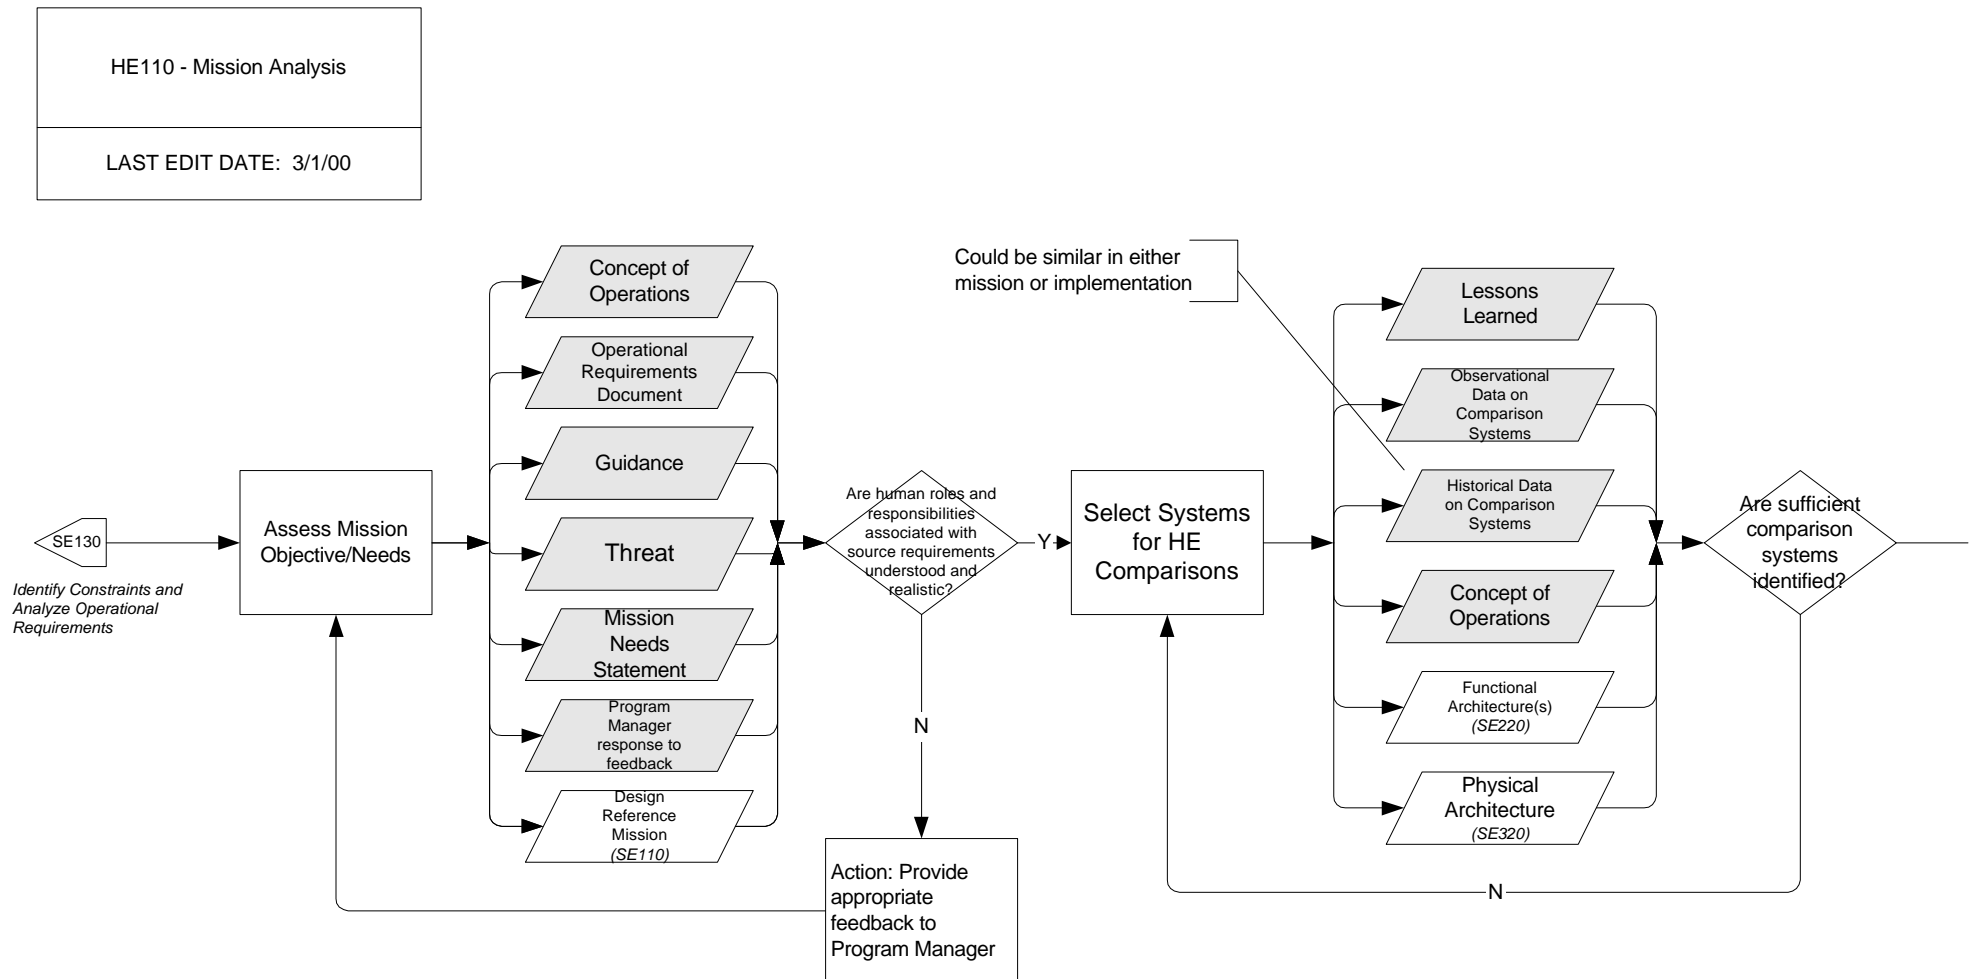 HE110 - Mission Analysis
LAST EDIT DATE:  3/1/00
SE130
Identify Constraints and
Analyze Operational
Requirements
Assess Mission
Objective/Needs
Concept of
Operations
Operational
Requirements
Document
Guidance
Threat
Mission
Needs
Statement
Program
Manager
response to
feedback
Design
Reference
Mission
(SE110)
Are human roles and
responsibilities
associated with
source requirements
understood and
realistic?
Y
N
Action: Provide
appropriate
feedback to
Program Manager
Select Systems
for HE
Comparisons
Could be similar in either
mission or implementation
Lessons
Learned
Observational
Data on
Comparison
Systems
Historical Data
on Comparison
Systems
Concept of
Operations
Functional
Architecture(s)
(SE220)
Physical
Architecture
(SE320)
Are sufficient
comparison
systems
identified?
N